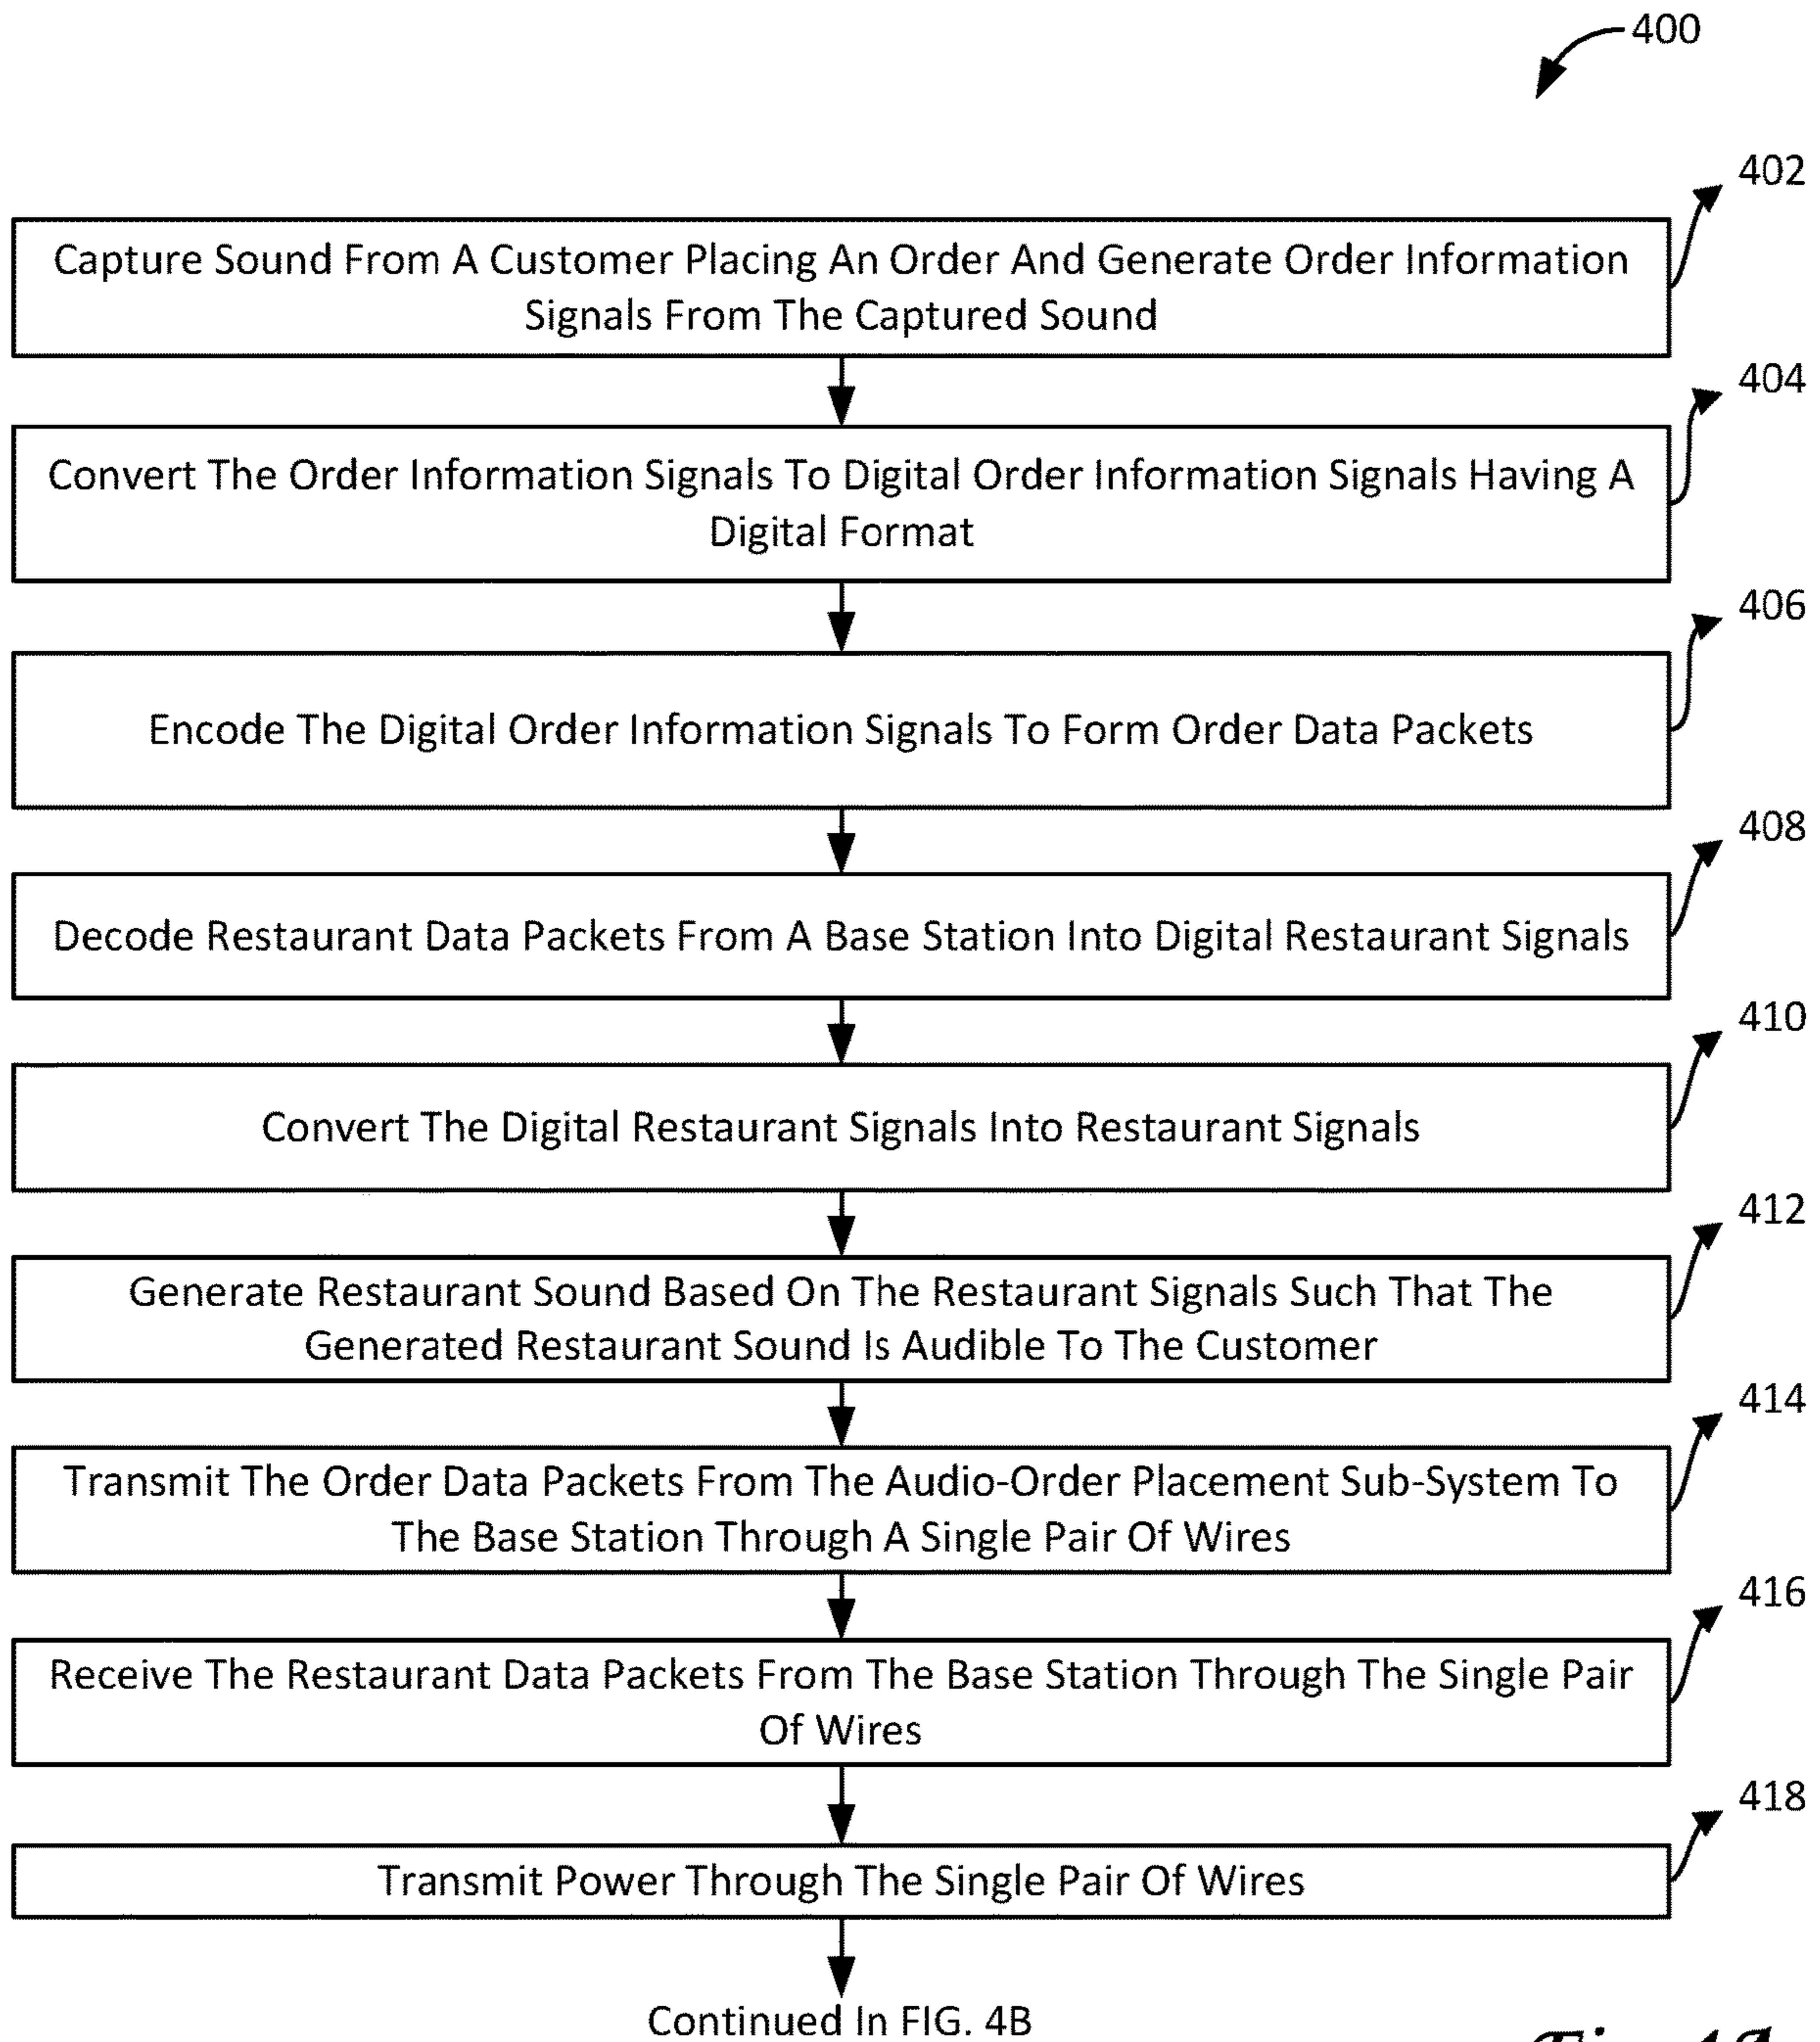 400
402
Capture Sound From A Customer Placing An Order And Generate Order Information
Signals From The Captured Sound
404
Convert The Order Information Signals To Digital Order Information Signals Having A
Digital Format
406
Encode The Digital Order Information Signals To Form Order Data Packets
408
Decode Restaurant Data Packets From A Base Station Into Digital Restaurant Signals
410
Convert The Digital Restaurant Signals Into Restaurant Signals
412
Generate Restaurant Sound Based On The Restaurant Signals Such That The
Generated Restaurant Sound Is Audible To The Customer
414
Transmit The Order Data Packets From The Audio-Order Placement Sub-System To
The Base Station Through A Single Pair Of Wires
416
Receive The Restaurant Data Packets From The Base Station Through The Single Pair
Of Wires
418
Transmit Power Through The Single Pair Of Wires
Continued In FIG. 4B